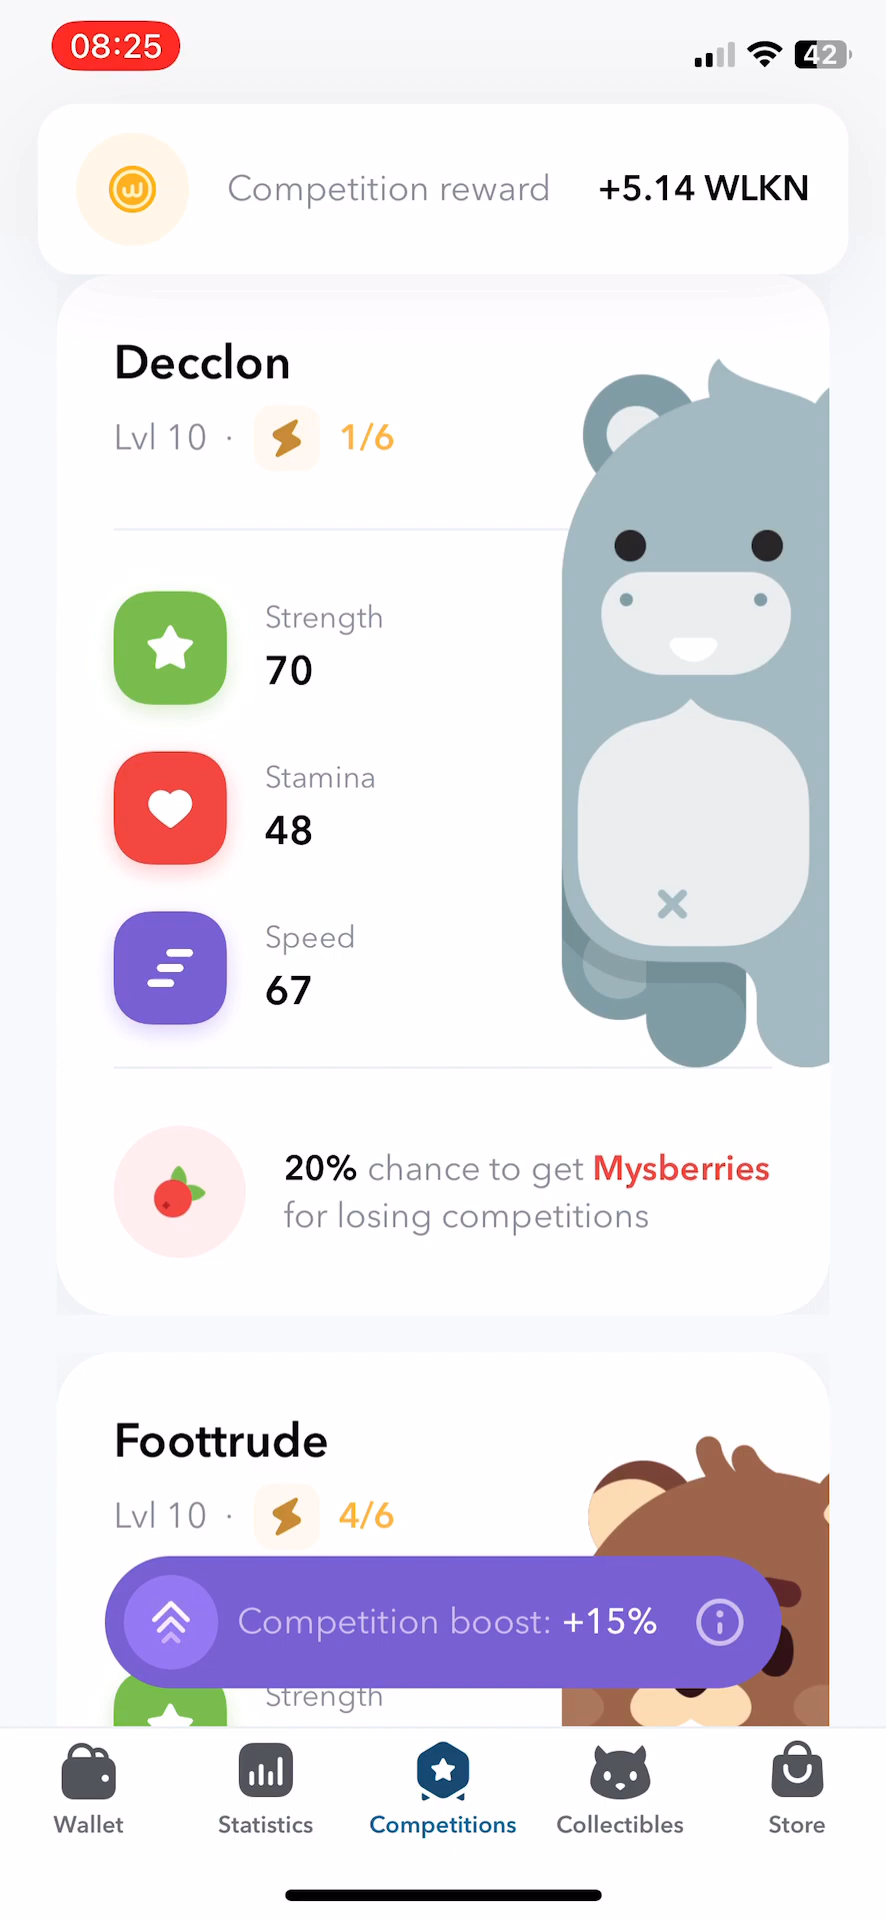 08:25
42
Competition reward +5.14 WLKN
Decclon
Lvl 10 · 1/6
Strength
70
Stamina
48
Speed
67
20% chance to get Mysberries
for losing competitions
Foottrude
Lvl 10 · 4/6
Competition boost: +15%
Strength
Wallet Statistics Competitions Collectibles Store